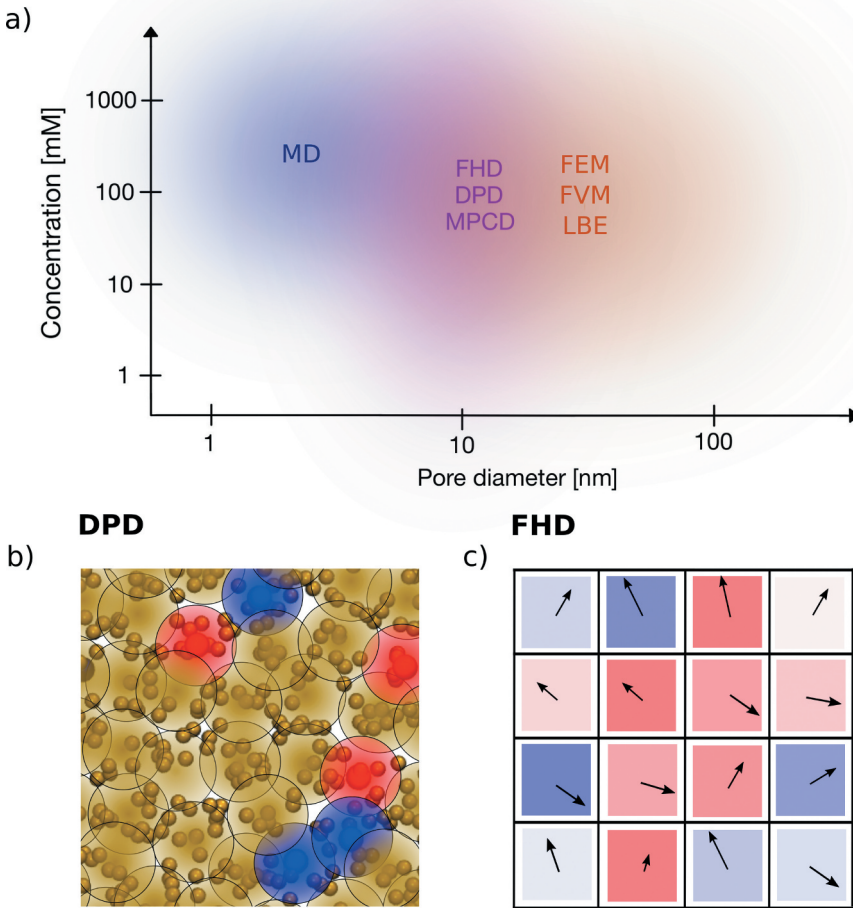 a)
Concentration [mM]
1000
100
10
1
MD
FHD
DPD
MPCD
FEM
FVM
LBE
1
10
100
Pore diameter [nm]
DPD
b)
FHD
c)